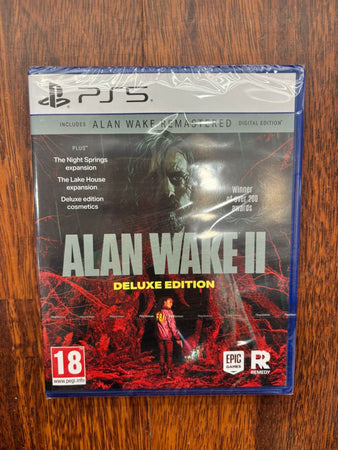 PS5
INCLUDES ALAN WAKE REMASTERED DIGITAL EDITION*
PLUS*
The Night Springs
expansion
The Lake House
expansion
Deluxe edition
cosmetics
Winner
of over 200
awards
ALAN WAKE II
DELUXE EDITION
18
www.pegi.info
EPIC
GAMES
R
REMEDY